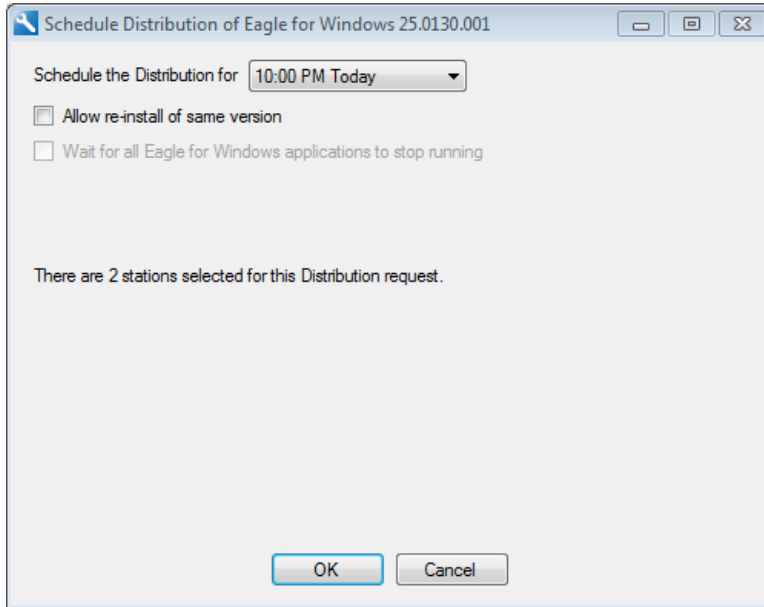 Schedule Distribution of Eagle for Windows 25.0130.001
Schedule the Distribution for 10:00 PM Today
Allow re-install of same version
Wait for all Eagle for Windows applications to stop running
There are 2 stations selected for this Distribution request.
OK Cancel